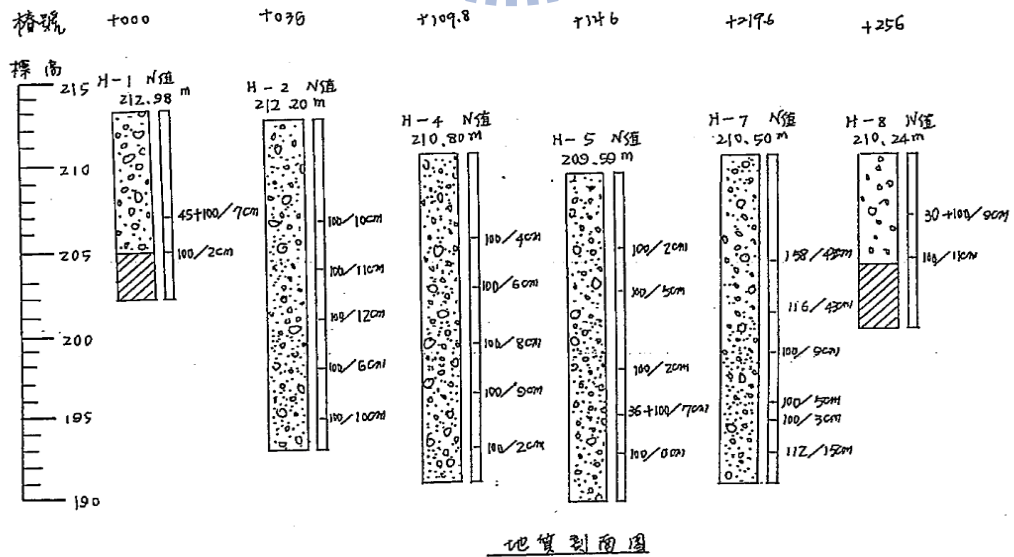 樁號 +000 +036 +109.8 +146 +219.6 +256
標高
215
210
205
200
195
190
H-1 N值
212.98 m
45+100/7cm
100/2cm
H-2 N值
212.20 m
100/10cm
100/11cm
100/12cm
100/6cm
100/10cm
H-4 N值
210.80 m
100/4cm
100/6cm
100/8cm
100/9cm
100/2cm
H-5 N值
209.59 m
100/2cm
100/5cm
100/2cm
36+100/7cm
100/0cm
H-7 N值
210.50 m
158/45cm
116/43cm
100/9cm
100/5cm
100/3cm
112/15cm
H-8 N值
210.24 m
30+100/9cm
100/1cm
地質剖面圖